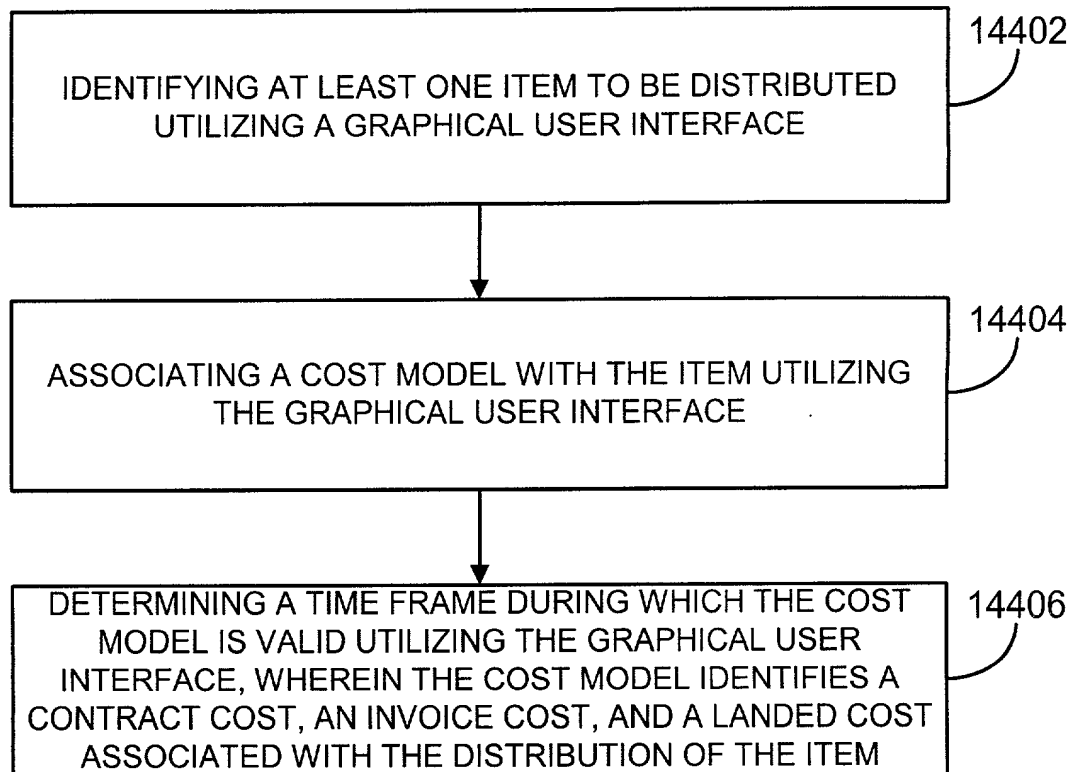 14402
IDENTIFYING AT LEAST ONE ITEM TO BE DISTRIBUTED
UTILIZING A GRAPHICAL USER INTERFACE
14404
ASSOCIATING A COST MODEL WITH THE ITEM UTILIZING
THE GRAPHICAL USER INTERFACE
14406
DETERMINING A TIME FRAME DURING WHICH THE COST
MODEL IS VALID UTILIZING THE GRAPHICAL USER
INTERFACE, WHEREIN THE COST MODEL IDENTIFIES A
CONTRACT COST, AN INVOICE COST, AND A LANDED COST
ASSOCIATED WITH THE DISTRIBUTION OF THE ITEM